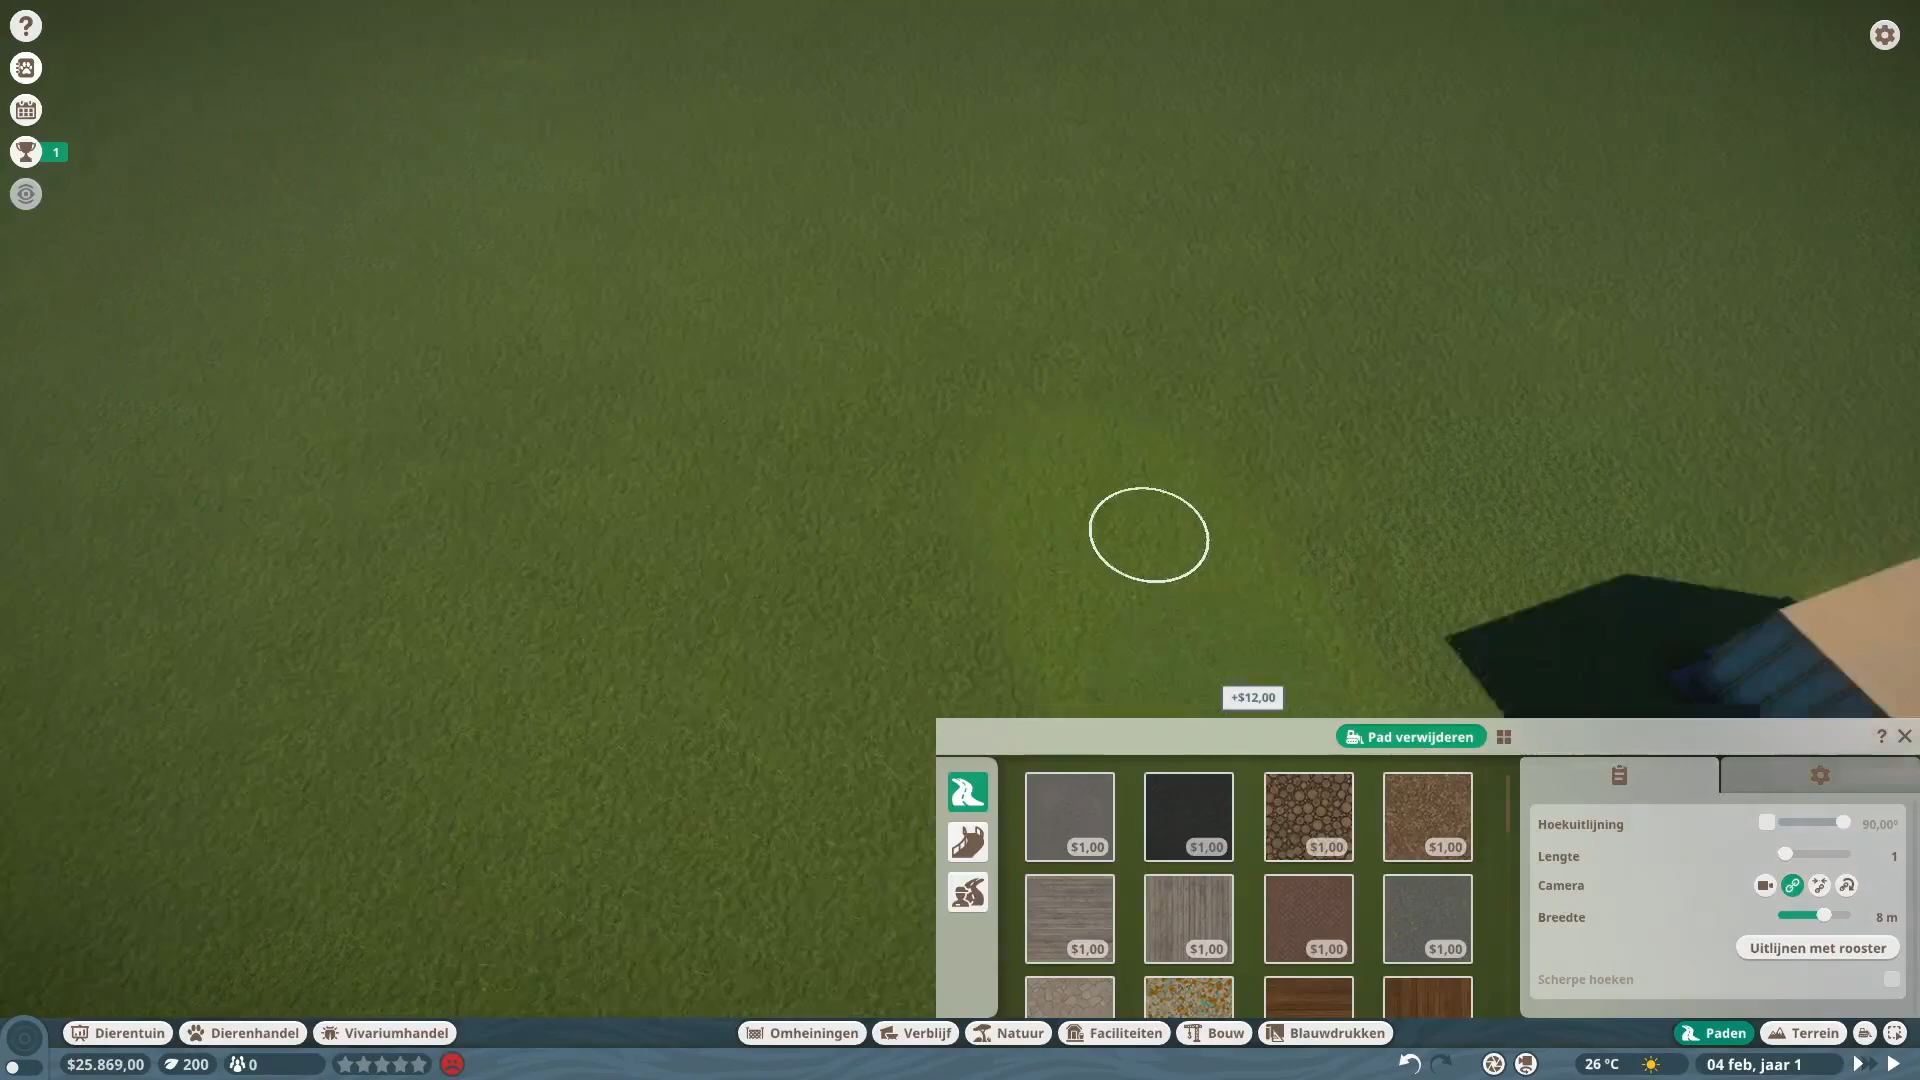 ?
1
+$12,00
Pad verwijderen
?
$1,00
$1,00
$1,00
$1,00
$1,00
$1,00
$1,00
$1,00
Hoekuitlijning
90,00°
Lengte
1
Camera
Breedte
8 m
Uitlijnen met rooster
Scherpe hoeken
Dierentuin
Dierenhandel
Vivariumhandel
Omheiningen
Verblijf
Natuur
Faciliteiten
Bouw
Blauwdrukken
Paden
Terrein
$25.869,00
200
0
26 °C
04 feb, jaar 1